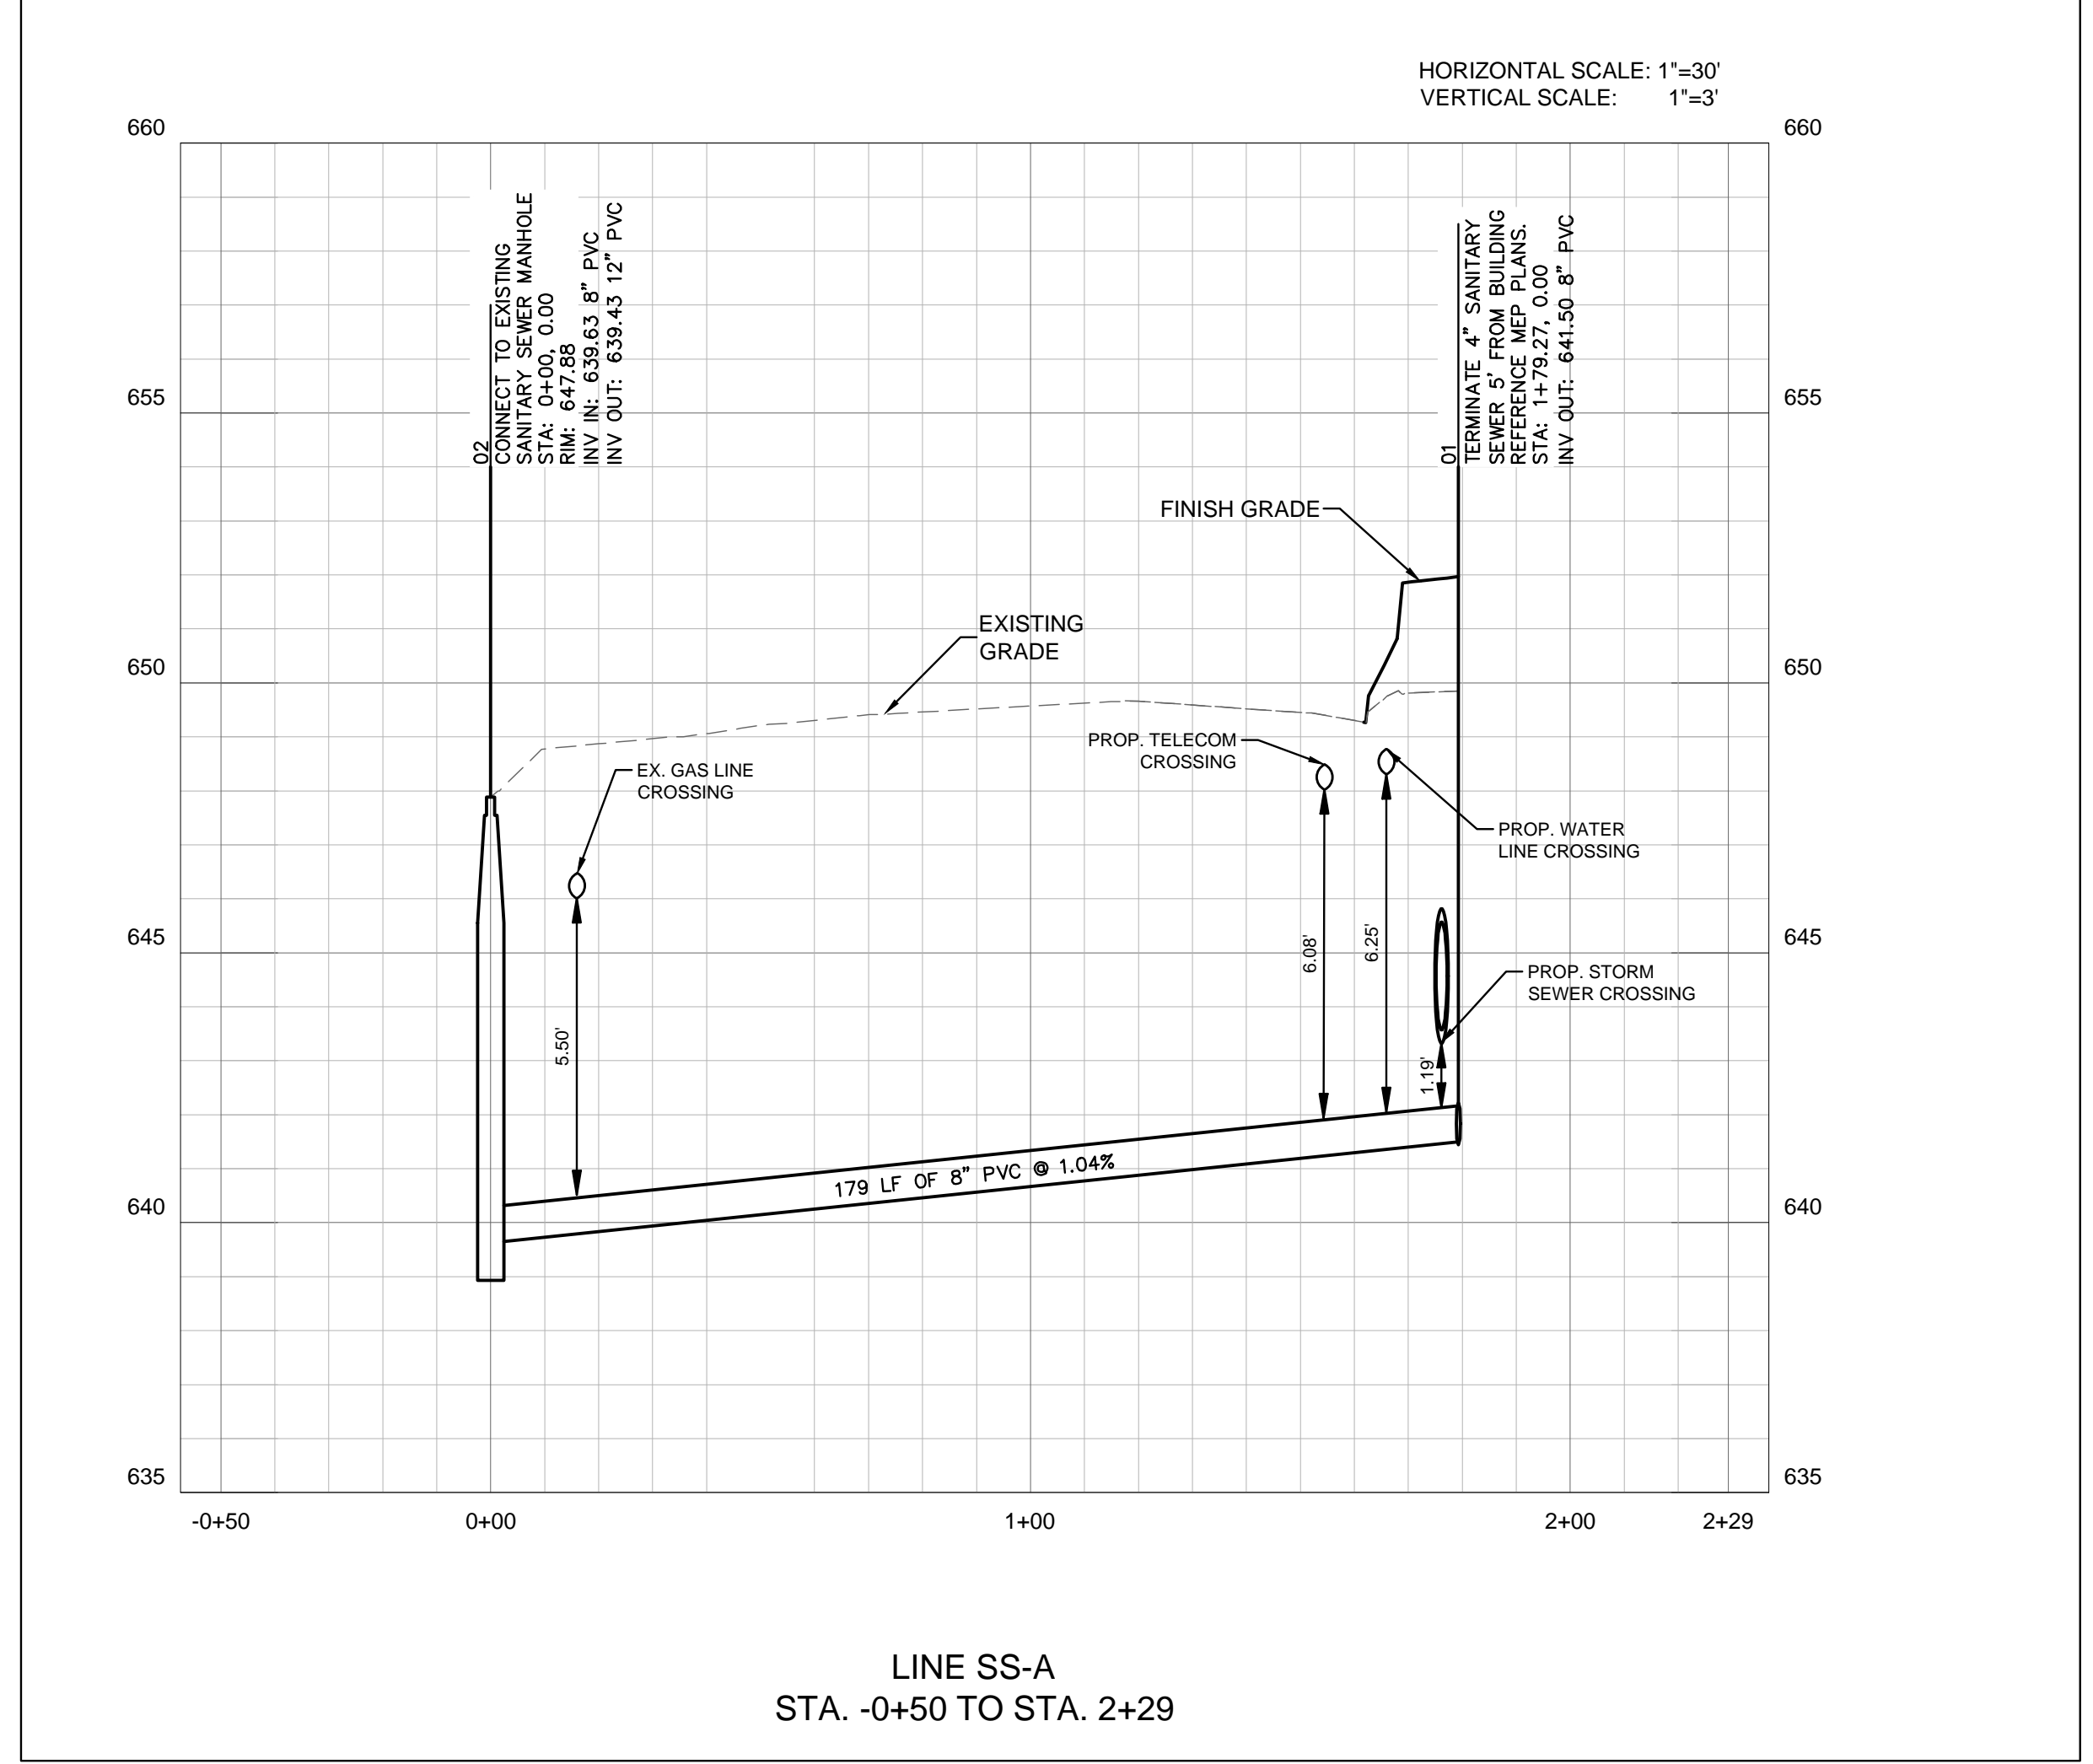 HORIZONTAL SCALE: 1"=30'
VERTICAL SCALE: 1"=3'
660
660
655
655
650
650
645
645
640
640
635
635
02
CONNECT TO EXISTING
SANITARY SEWER MANHOLE
STA: 0+00, 0.00
RIM: 647.88
INV IN: 639.63 8" PVC
INV OUT: 639.43 12" PVC
01
TERMINATE 4" SANITARY
SEWER 5' FROM BUILDING
REFERENCE MEP PLANS.
STA: 1+79.27, 0.00
INV OUT: 641.50 8" PVC
FINISH GRADE
EXISTING
GRADE
PROP. TELECOM
CROSSING
EX. GAS LINE
CROSSING
PROP. WATER
LINE CROSSING
PROP. STORM
SEWER CROSSING
5.50'
6.08'
6.25'
1.19'
179 LF OF 8" PVC @ 1.04%
-0+50
0+00
1+00
2+00
2+29
LINE SS-A
STA. -0+50 TO STA. 2+29